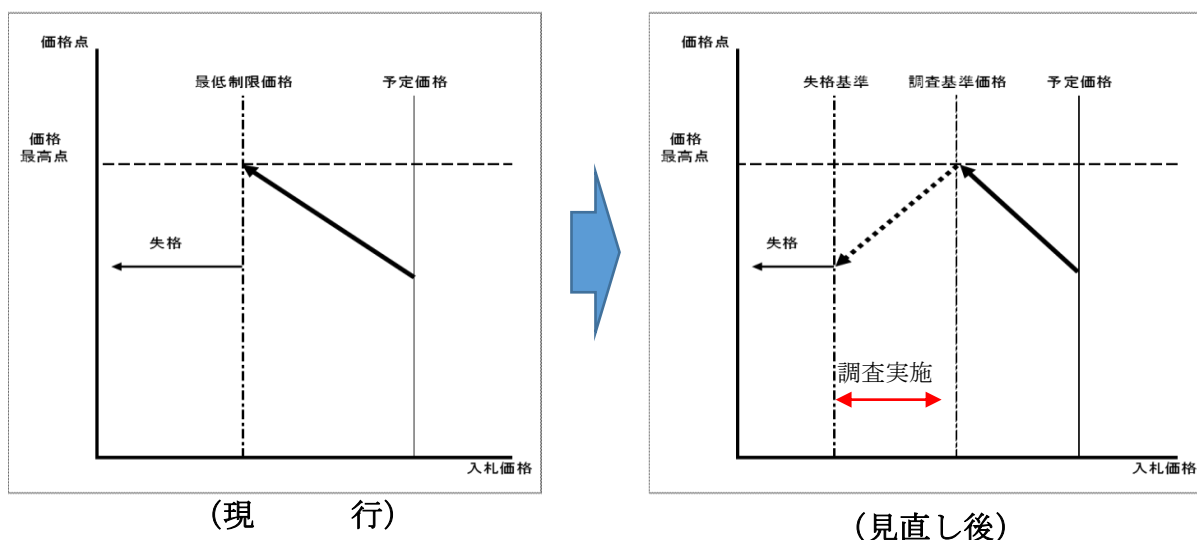 価格点
最低制限価格
予定価格
価格
最高点
失格
入札価格
(現 行)
価格点
失格基準
調査基準価格
予定価格
価格
最高点
失格
調査実施
入札価格
(見直し後)